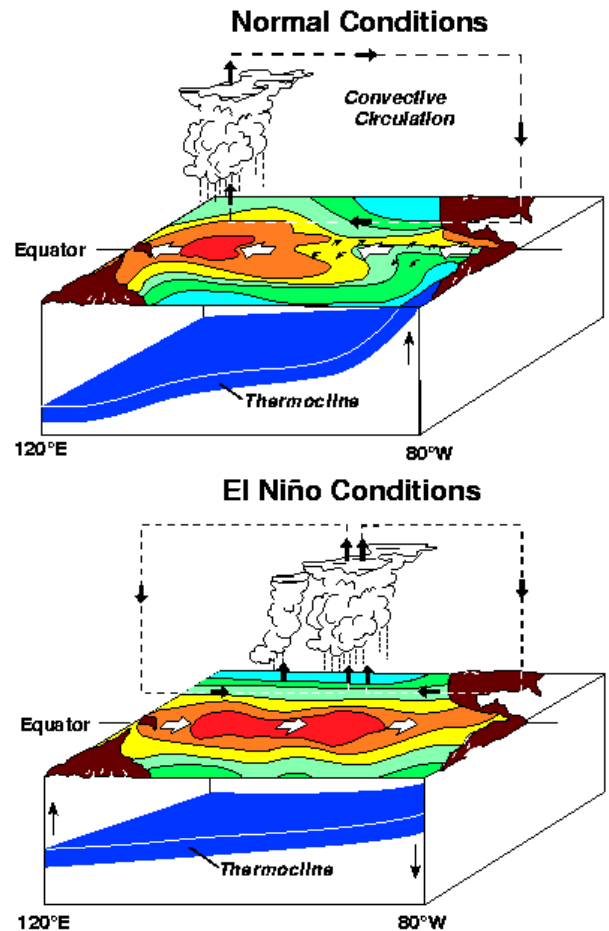 Normal Conditions
Convective
Circulation
Equator
Thermocline
120°E
80°W
El Niño Conditions
Equator
Thermocline
120°E
80°W